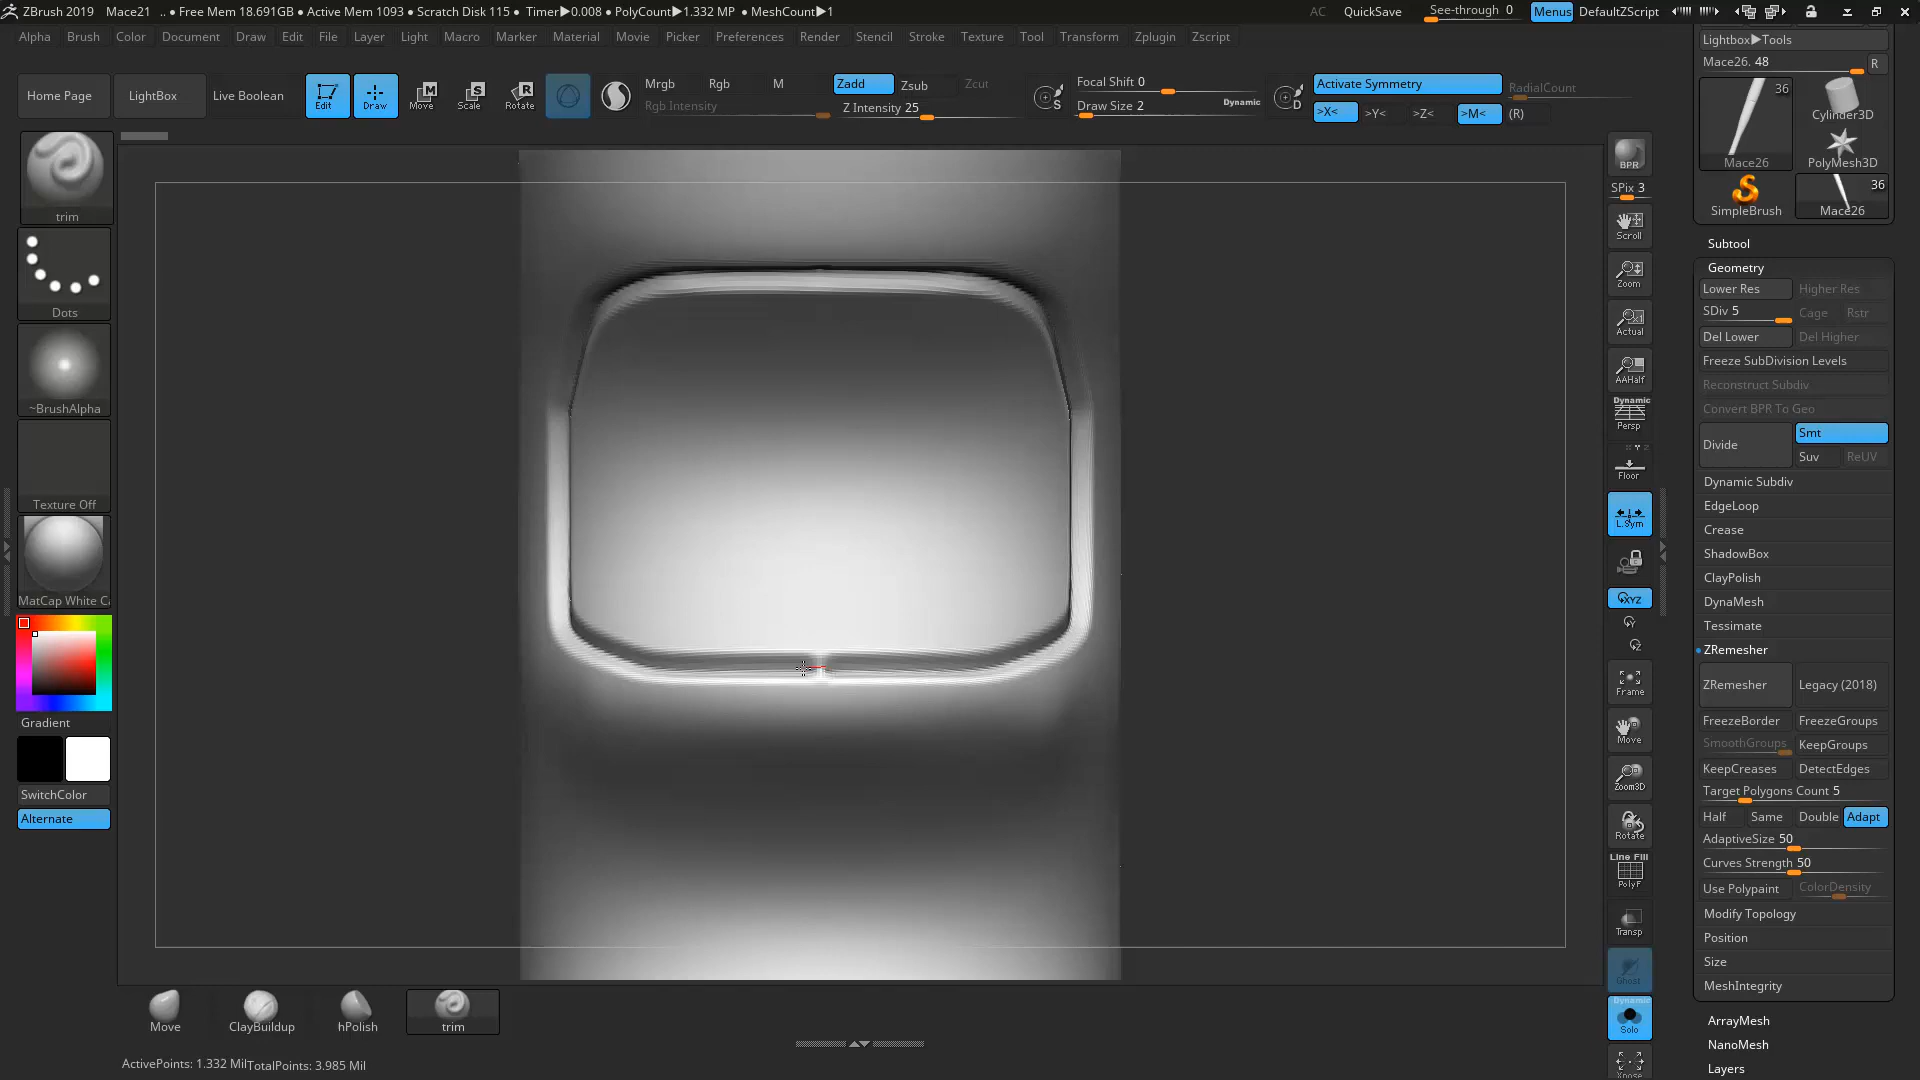 ZBrush 2019 Mace21 .. • Free Mem 18.691GB • Active Mem 1093 • Scratch Disk 115 • Timer▶0.008 • PolyCount▶1.332 MP • MeshCount▶1 AC QuickSave See-through 0 Menus DefaultZScript
Alpha Brush Color Document Draw Edit File Layer Light Macro Marker Material Movie Picker Preferences Render Stencil Stroke Texture Tool Transform Zplugin Zscript
Home Page LightBox Live Boolean Edit Draw Move Scale Rotate
M S R
Mrgb Rgb M
Rgb Intensity
Zadd Zsub Zcut
Z Intensity 25
S
Focal Shift 0
Draw Size 2 Dynamic
D
Activate Symmetry RadialCount
>X< >Y< >Z< >M< (R)
trim
Dots
~BrushAlpha
Texture Off
MatCap White C
Gradient
SwitchColor
Alternate
BPR
SPix 3
Scroll
Zoom
Actual
AAHalf
Dynamic
Persp
Floor
L.Sym
XYZ
Y
Z
Frame
Move
Zoom3D
Rotate
Line Fill
PolyF
Transp
Ghost
Dynamic
Solo
Xpose
Lightbox▶Tools
Mace26. 48 R
36
Mace26
Cylinder3D
PolyMesh3D
SimpleBrush
36
Mace26
Subtool
Geometry
Lower Res Higher Res
SDiv 5 Cage Rstr
Del Lower Del Higher
Freeze SubDivision Levels
Reconstruct Subdiv
Convert BPR To Geo
Divide Smt
Suv ReUV
Dynamic Subdiv
EdgeLoop
Crease
ShadowBox
ClayPolish
DynaMesh
Tessimate
ZRemesher
ZRemesher Legacy (2018)
FreezeBorder FreezeGroups
SmoothGroups KeepGroups
KeepCreases DetectEdges
Target Polygons Count 5
Half Same Double Adapt
AdaptiveSize 50
Curves Strength 50
Use Polypaint ColorDensity
Modify Topology
Position
Size
MeshIntegrity
ArrayMesh
NanoMesh
Layers
Move ClayBuildup hPolish trim
ActivePoints: 1.332 Mil TotalPoints: 3.985 Mil